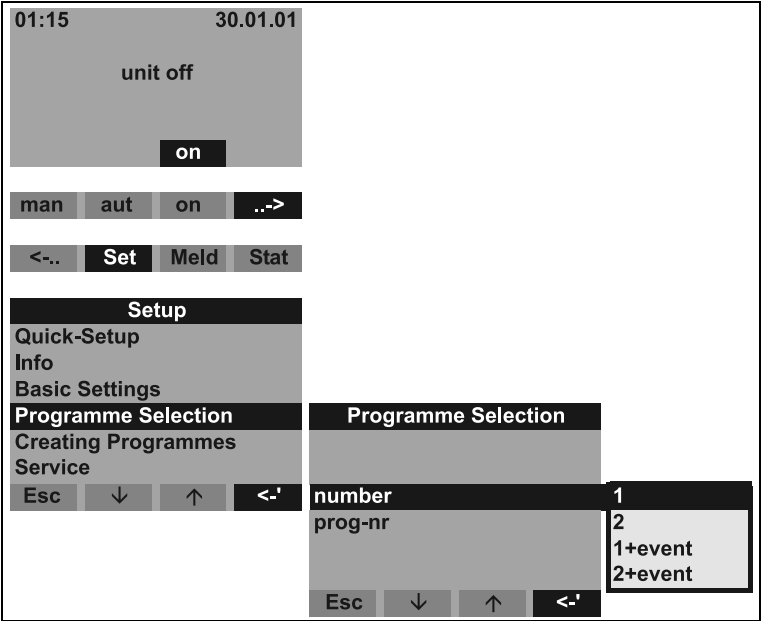 01:15 30.01.01
unit off
on
man aut on ..->
<-.. Set Meld Stat
Setup
Quick-Setup
Info
Basic Settings
Programme Selection
Creating Programmes
Service
Esc ↓ ↑ <-'
Programme Selection
number
prog-nr
Esc ↓ ↑ <-'
1
2
1+event
2+event